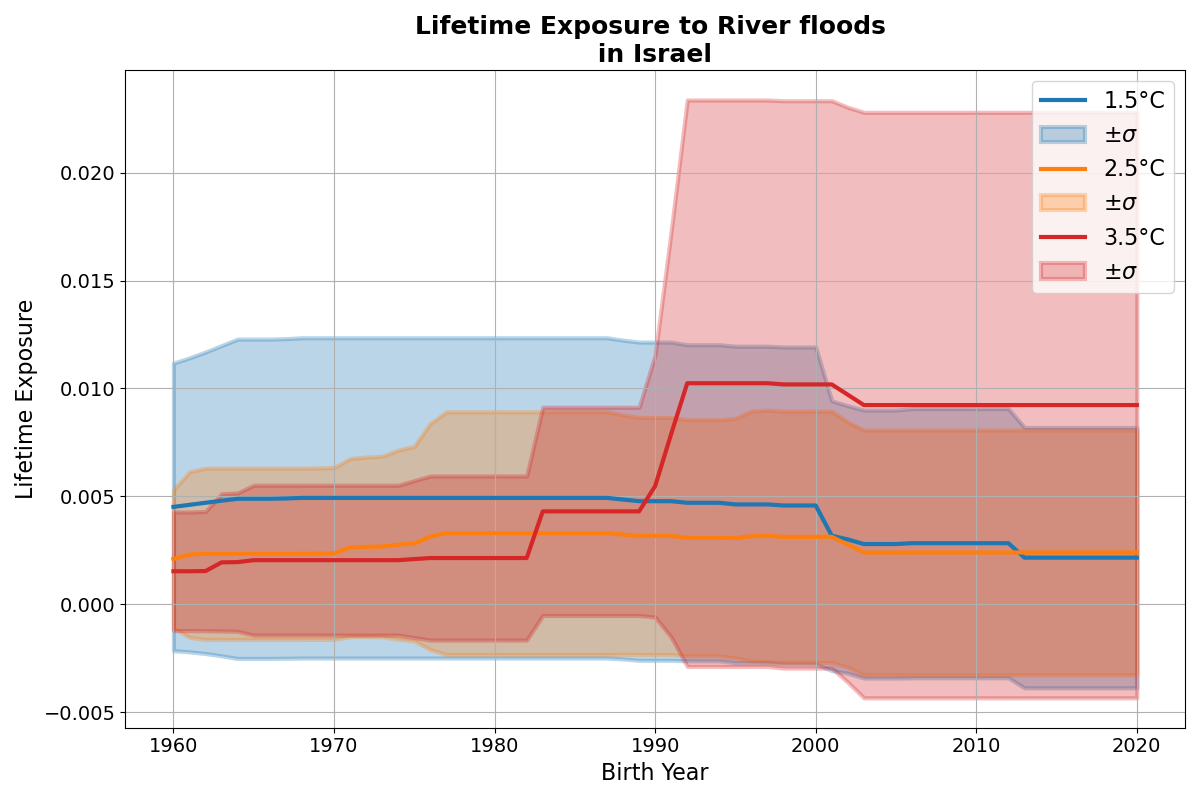 Lifetime Exposure to River floods
in Israel
Lifetime Exposure
0.020
0.015
0.010
0.005
0.000
−0.005
1960
1970
1980
1990
2000
2010
2020
Birth Year
1.5°C
±σ
2.5°C
±σ
3.5°C
±σ